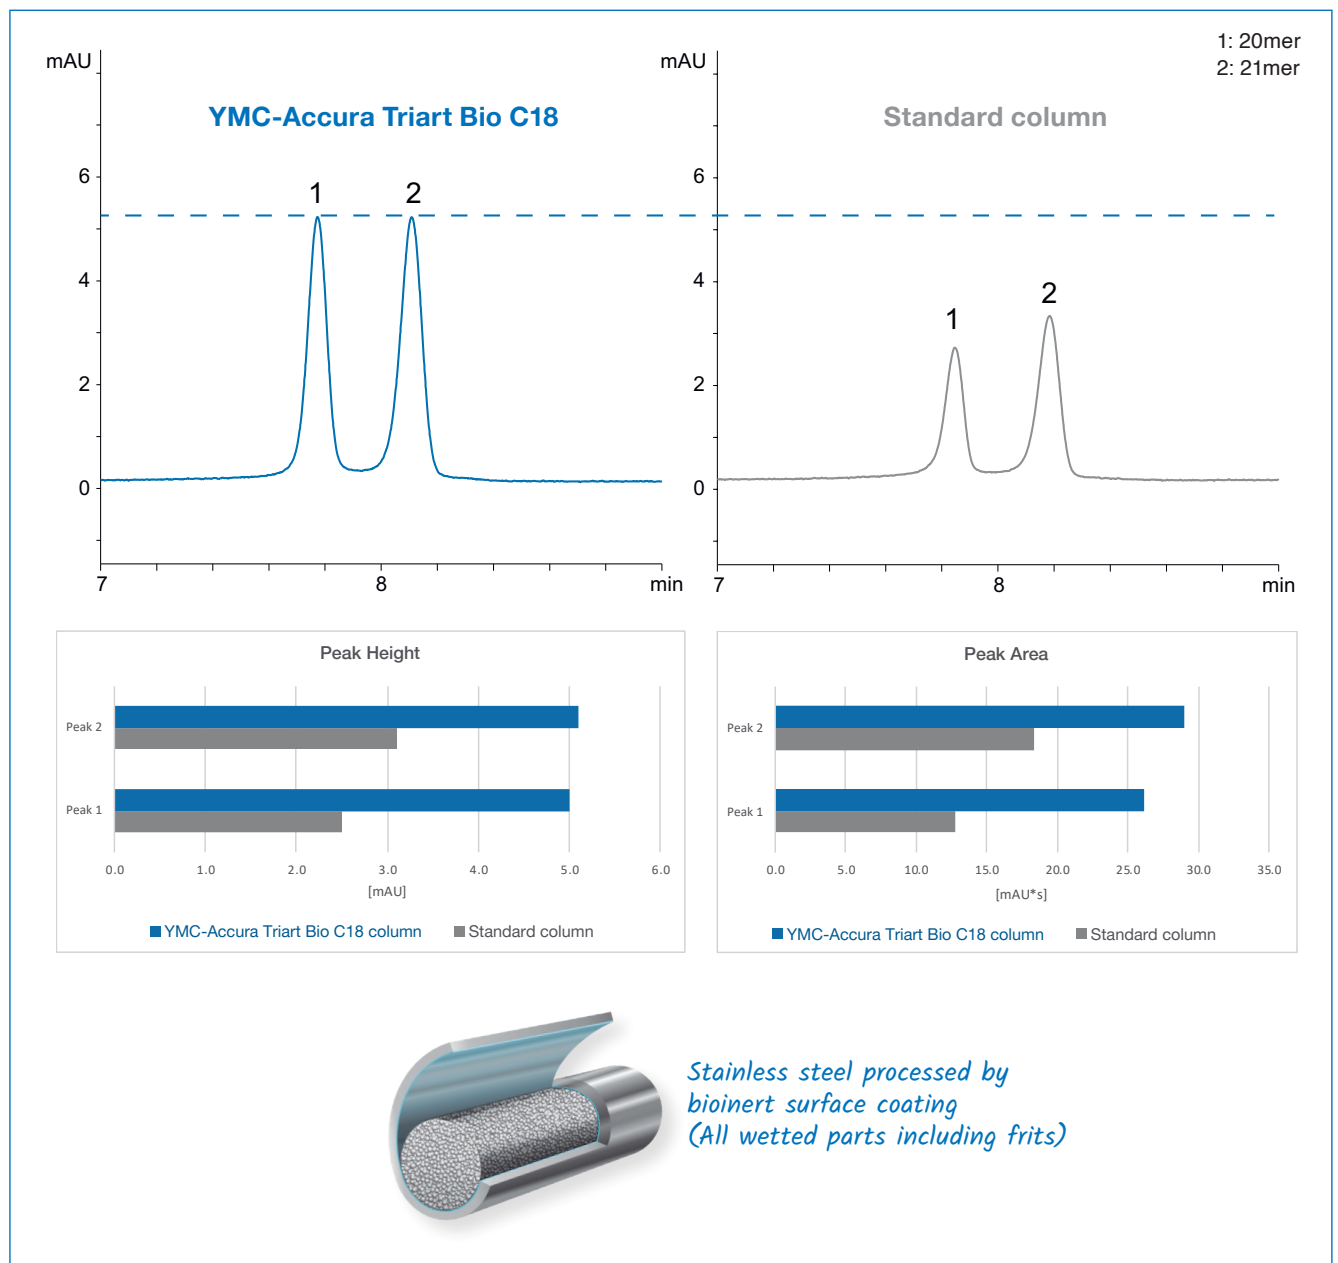 1: 20mer
2: 21mer
mAU
YMC-Accura Triart Bio C18
6
4
2
0
1
2
7
8
min
mAU
Standard column
6
4
2
0
1
2
7
8
min
Peak Height
Peak 2
Peak 1
0.0 1.0 2.0 3.0 4.0 5.0 6.0
[mAU]
YMC-Accura Triart Bio C18 column Standard column
Peak Area
Peak 2
Peak 1
0.0 5.0 10.0 15.0 20.0 25.0 30.0 35.0
[mAU*s]
YMC-Accura Triart Bio C18 column Standard column
Stainless steel processed by
bioinert surface coating
(All wetted parts including frits)